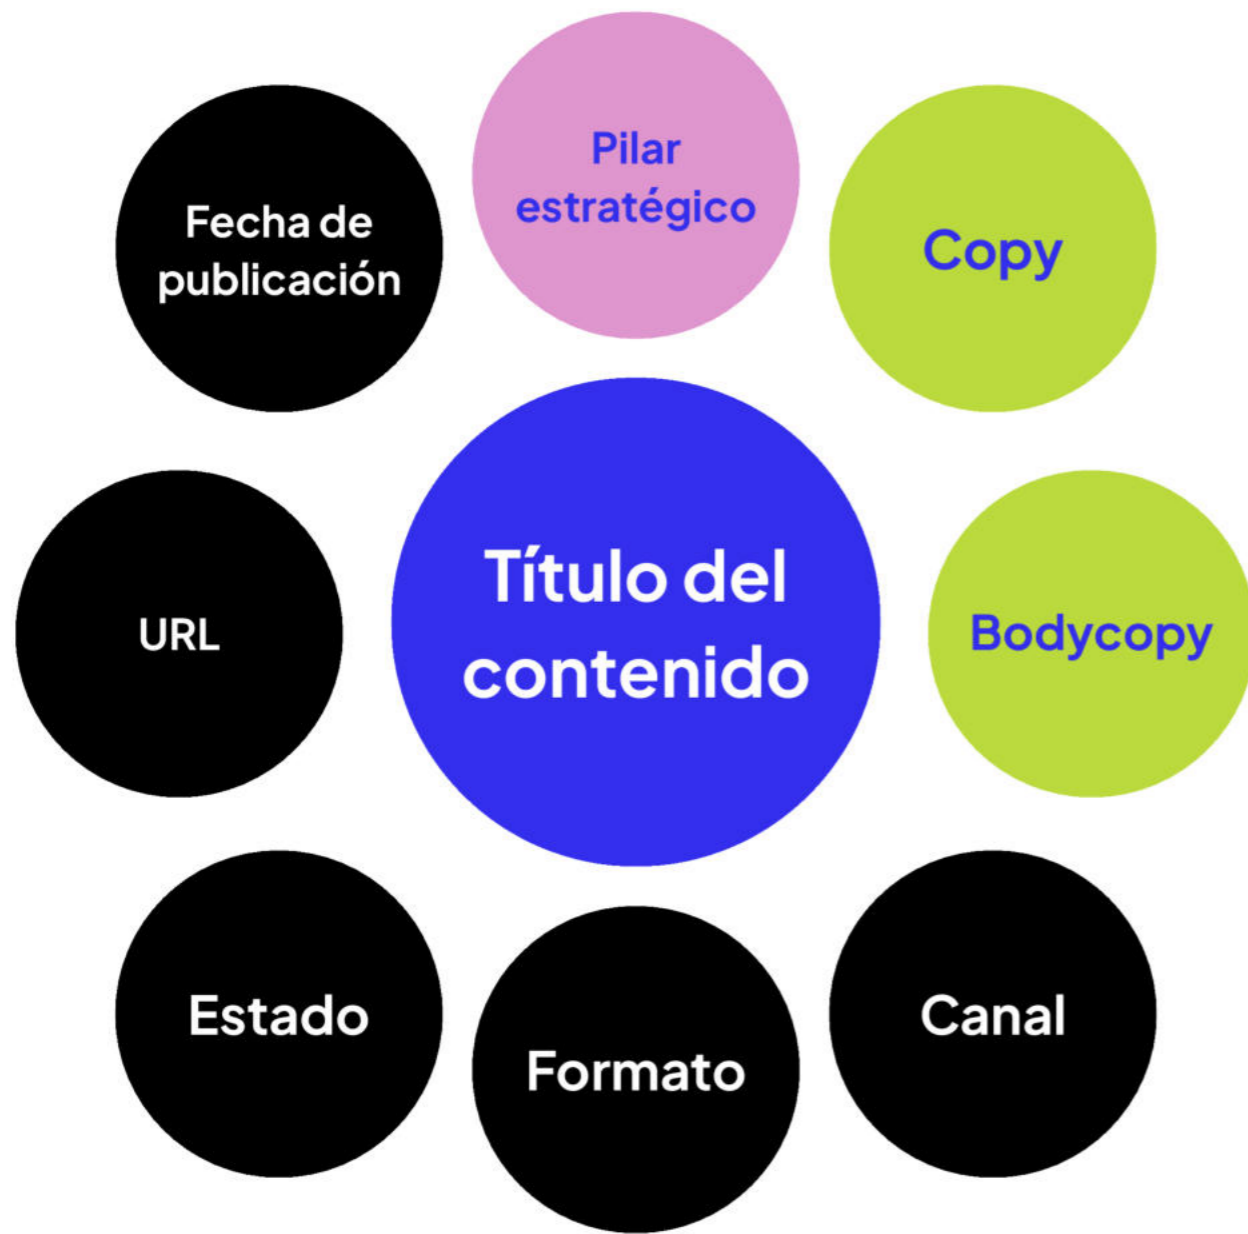 Pilar
estratégico
Fecha de
publicación
Copy
Título del
contenido
URL
Bodycopy
Estado
Formato
Canal